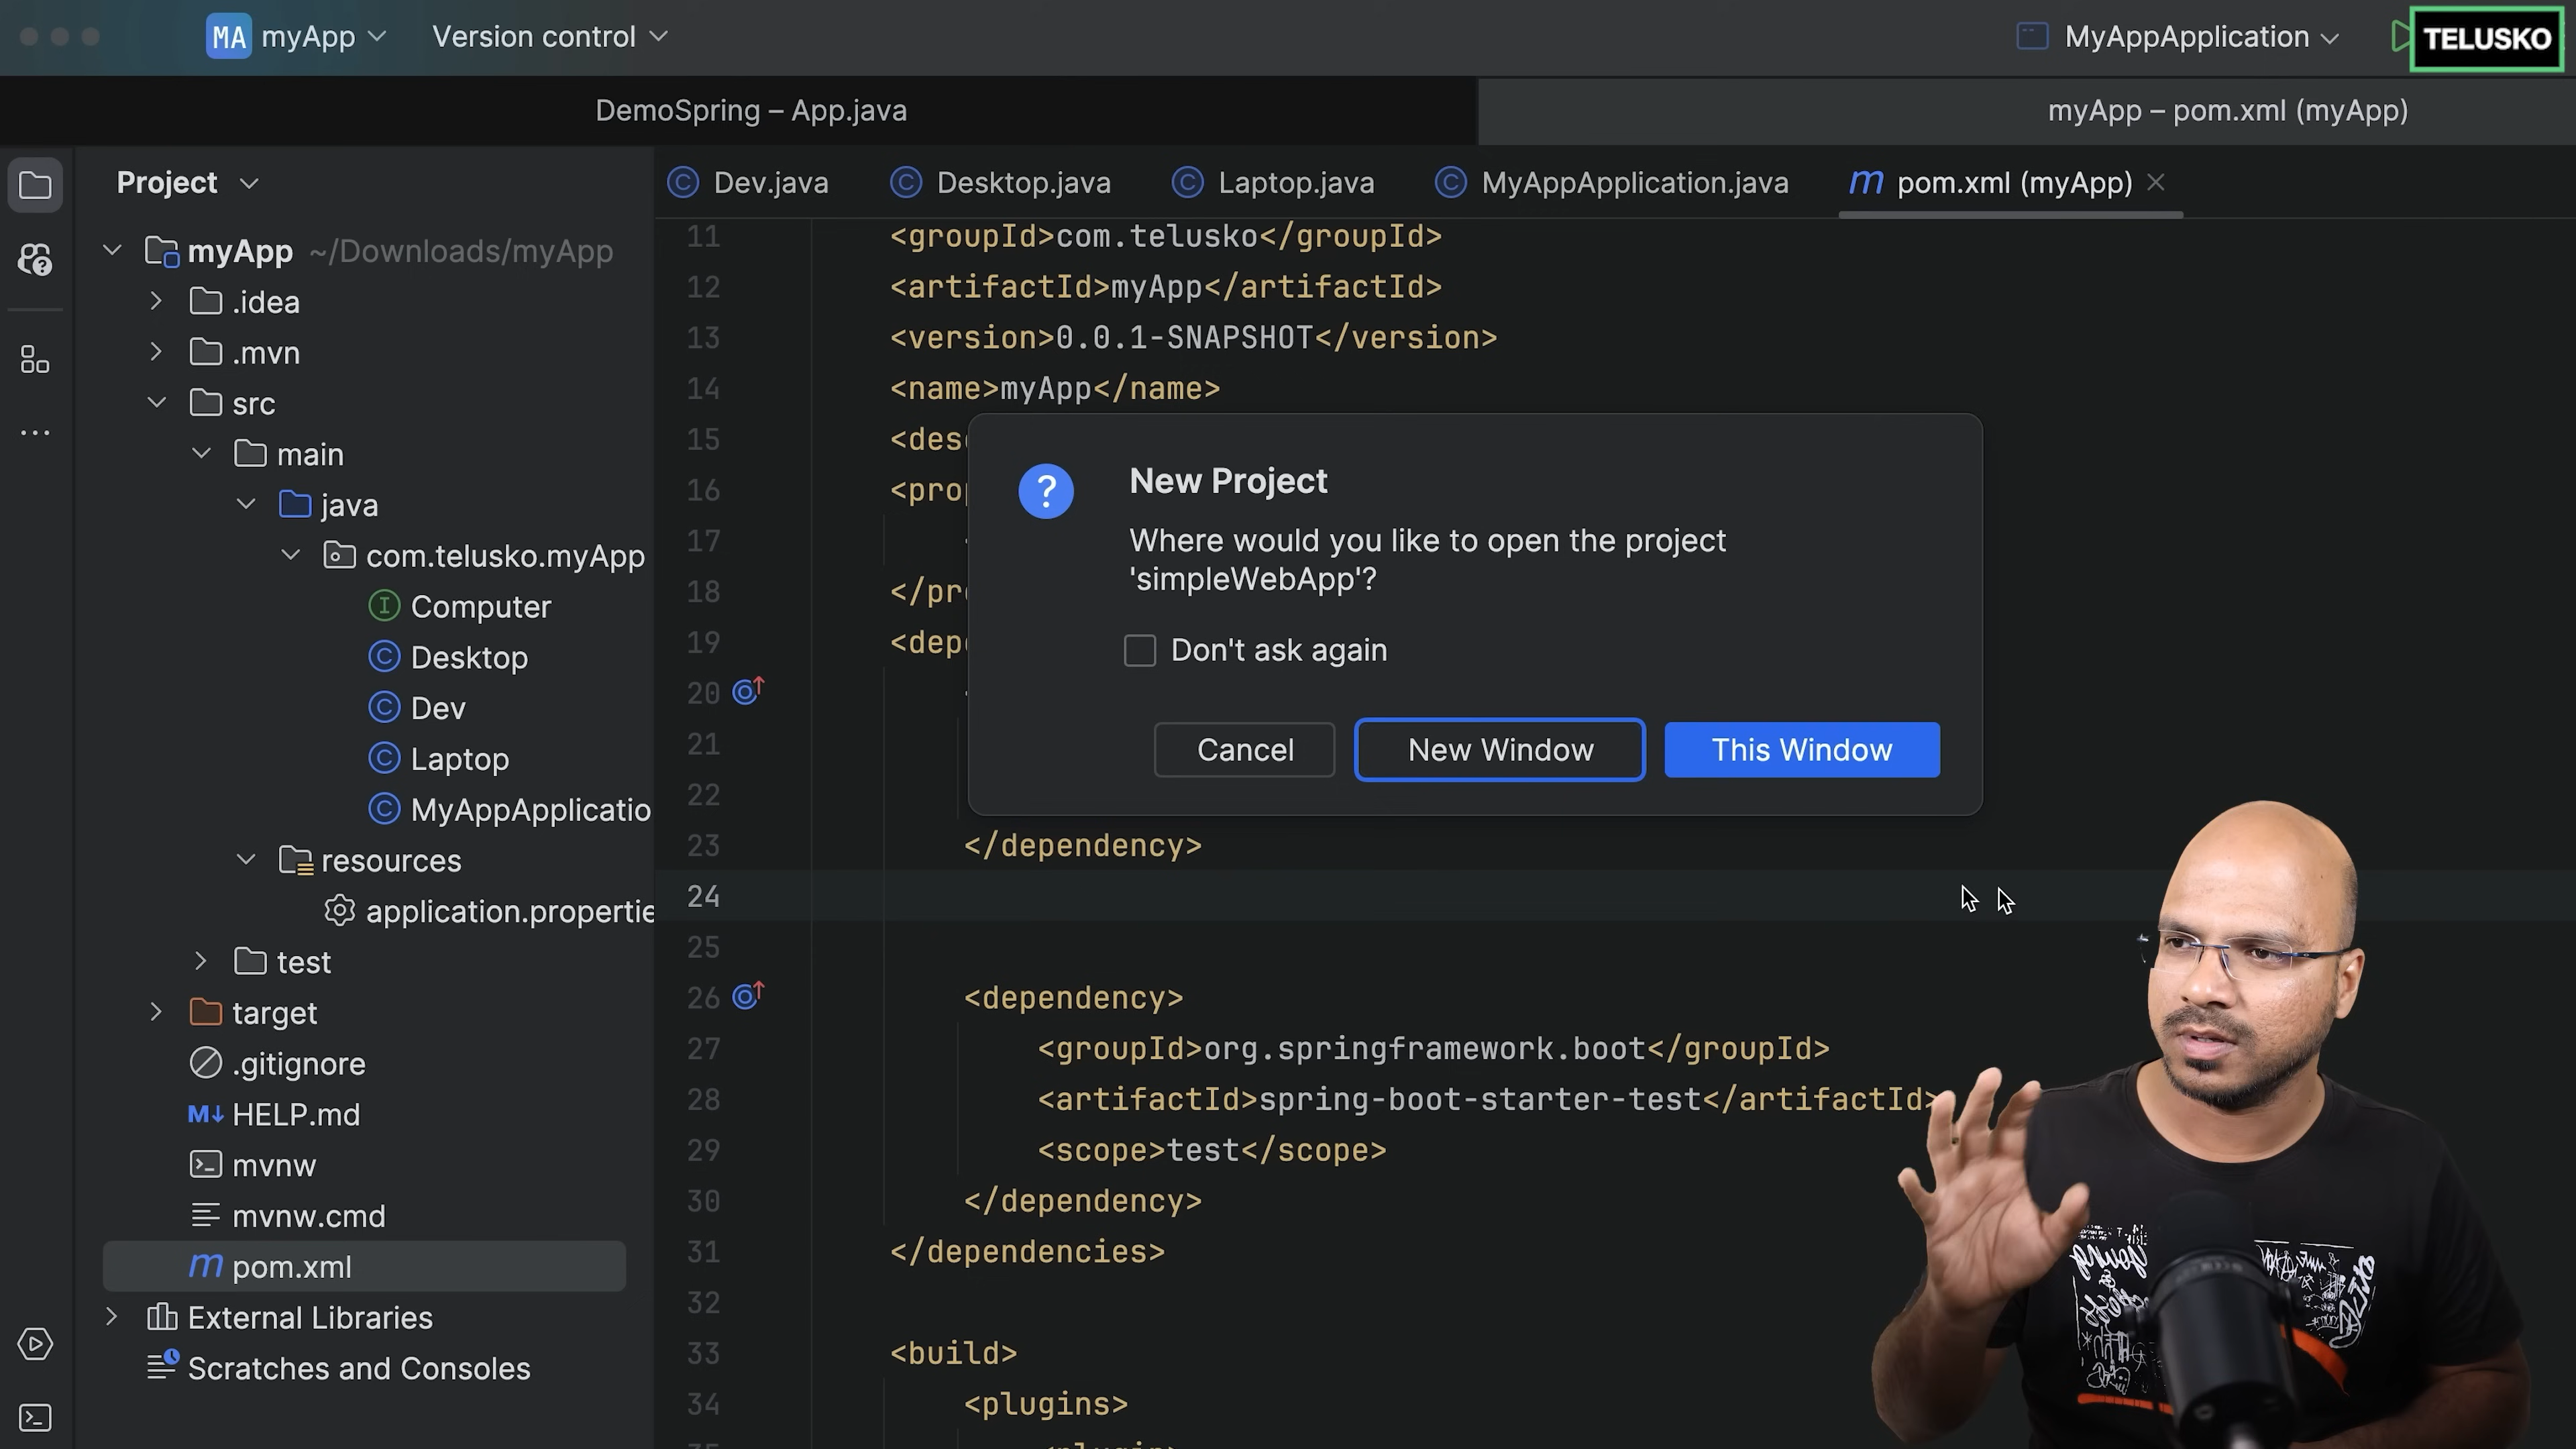 MA myApp
Version control
MyAppApplication
TELUSKO
DemoSpring – App.java
myApp – pom.xml (myApp)
Project
Dev.java
Desktop.java
Laptop.java
MyAppApplication.java
pom.xml (myApp)
myApp ~/Downloads/myApp
.idea
.mvn
src
main
java
com.telusko.myApp
Computer
Desktop
Dev
Laptop
MyAppApplicatio
resources
application.propertie
test
target
.gitignore
HELP.md
mvnw
mvnw.cmd
pom.xml
External Libraries
Scratches and Consoles
11 <groupId>com.telusko</groupId>
12 <artifactId>myApp</artifactId>
13 <version>0.0.1-SNAPSHOT</version>
14 <name>myApp</name>
15 <des
16 <pro
17
18 </pro
19 <dep
20
21
22
23 </dependency>
24
25
26 <dependency>
27 <groupId>org.springframework.boot</groupId>
28 <artifactId>spring-boot-starter-test</artifactId>
29 <scope>test</scope>
30 </dependency>
31 </dependencies>
32
33 <build>
34 <plugins>
New Project
Where would you like to open the project
'simpleWebApp'?
Don't ask again
Cancel
New Window
This Window